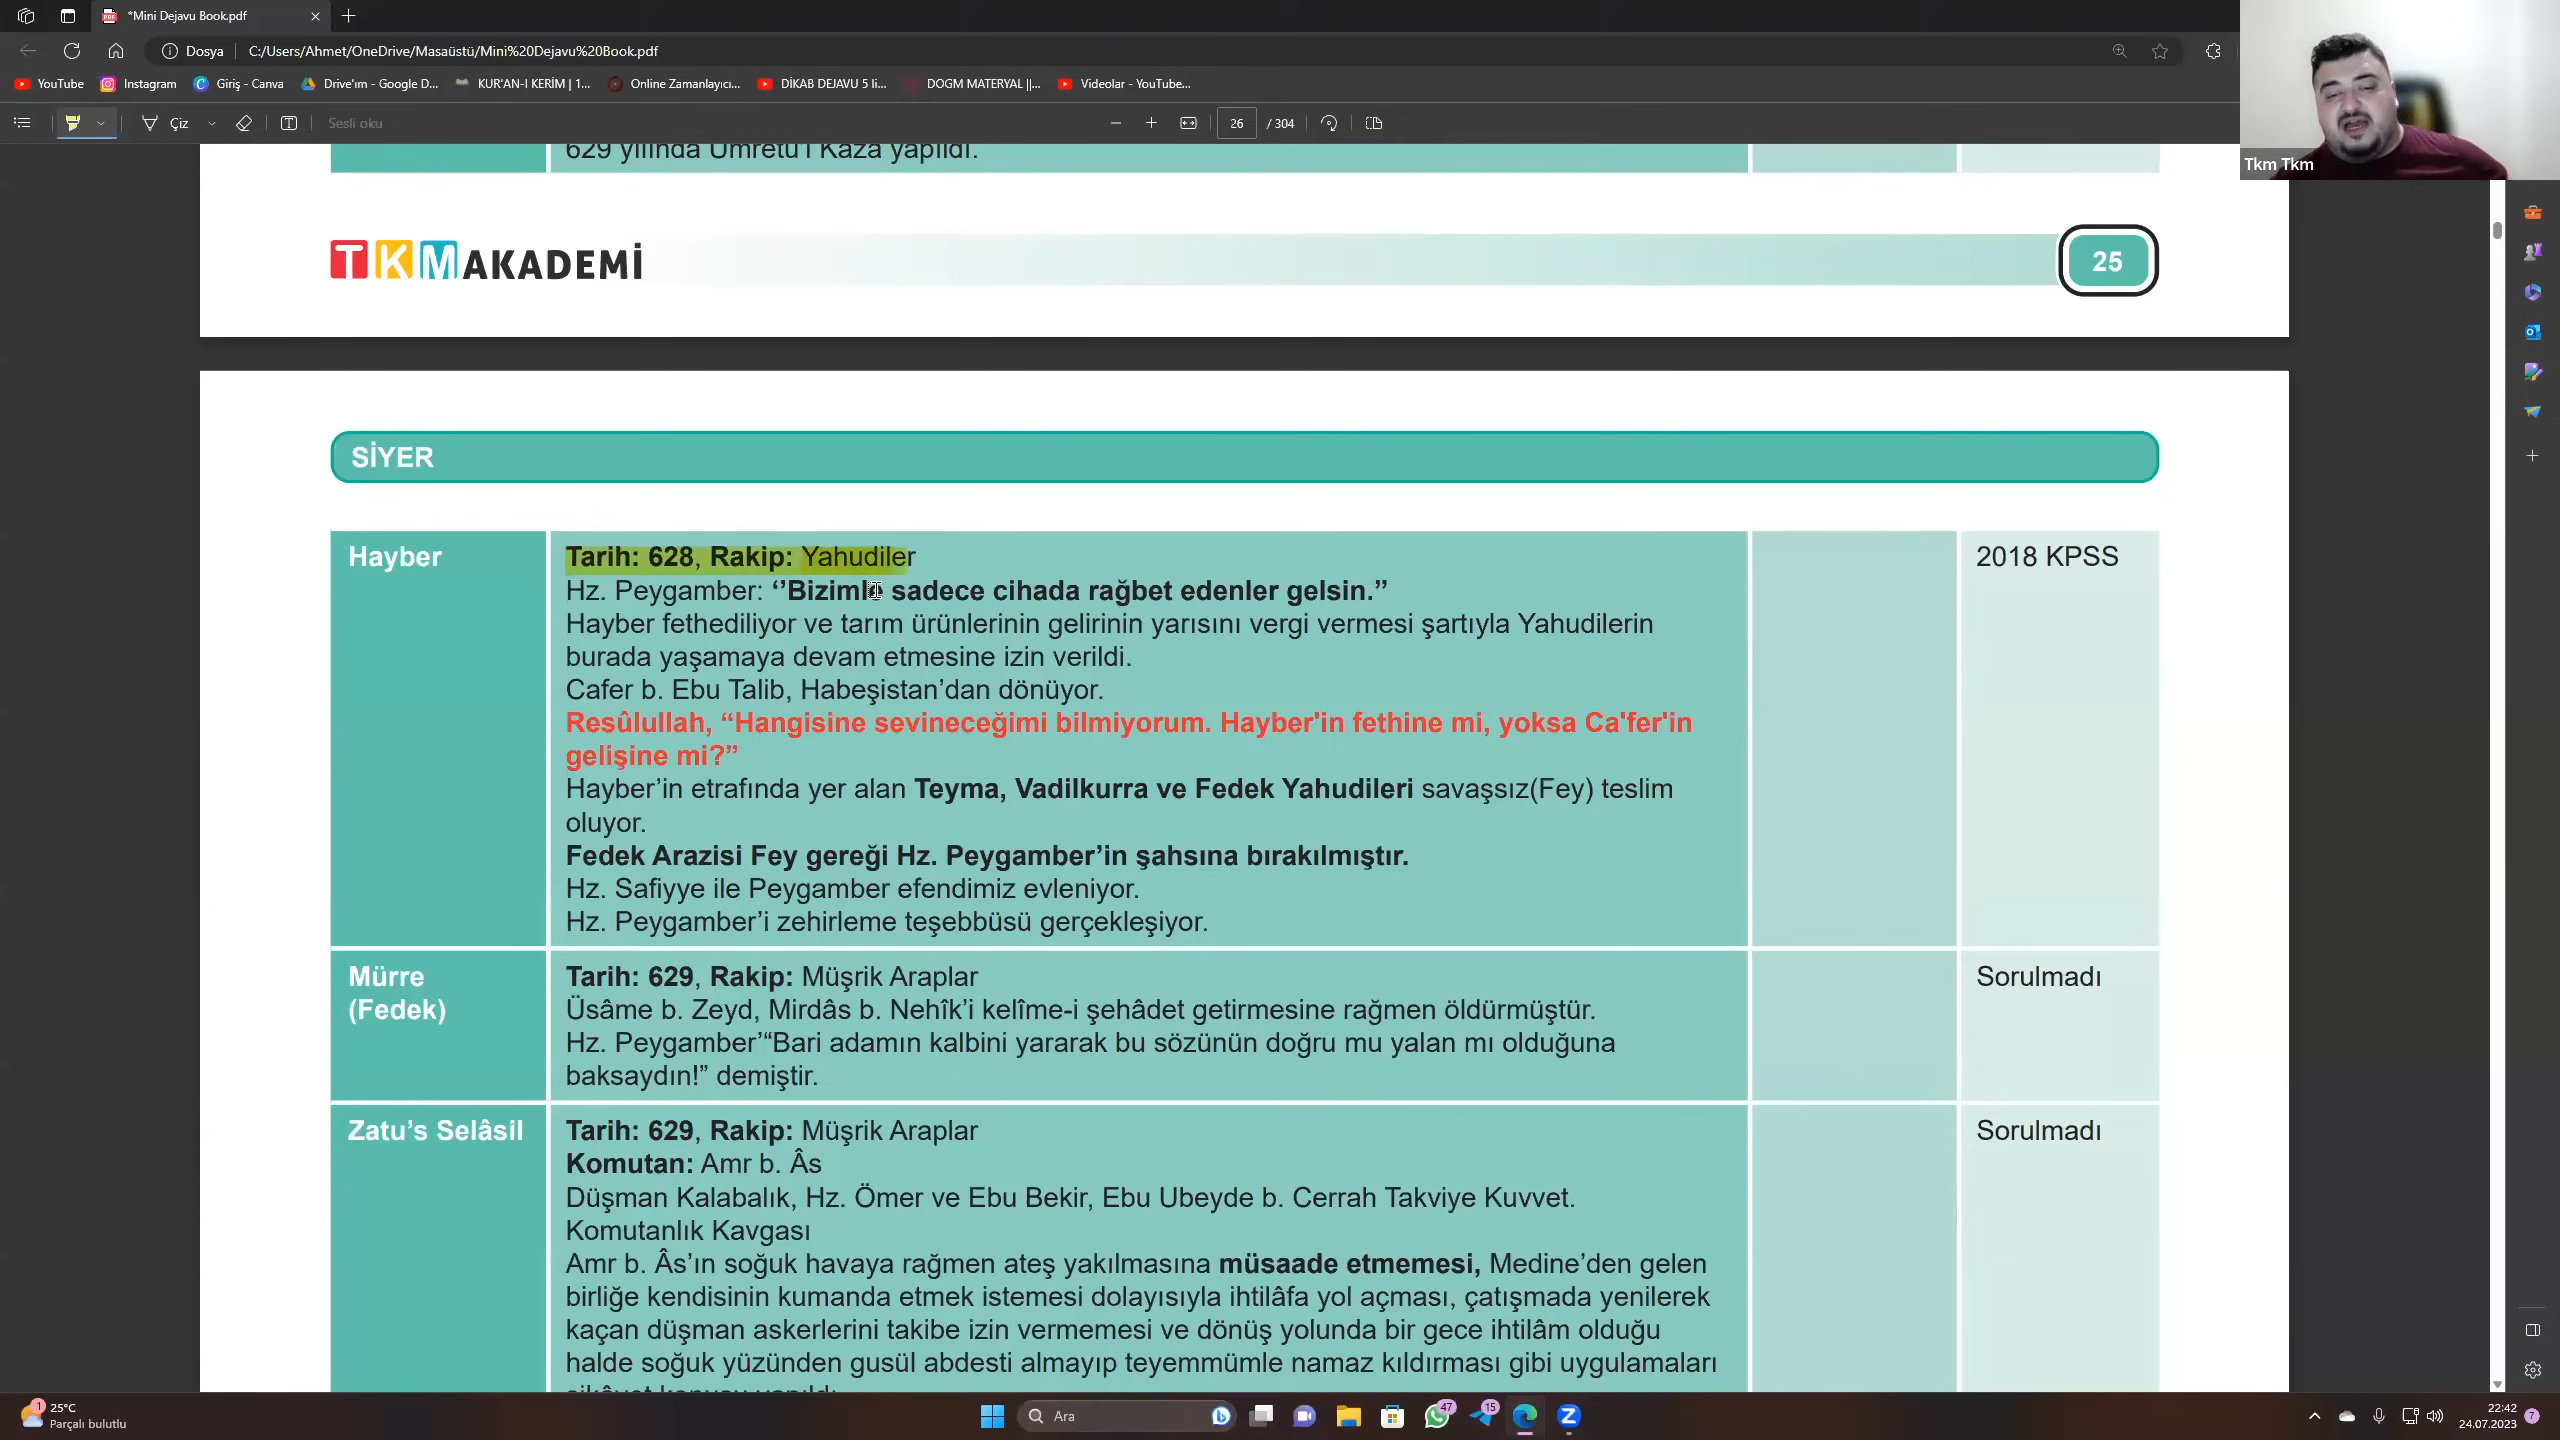 *Mini Dejavu Book.pdf
Dosya
C:/Users/Ahmet/OneDrive/Masaüstü/Mini%20Dejavu%20Book.pdf
YouTube
Instagram
Giriş - Canva
Drive'ım - Google D...
KUR'AN-I KERİM | 1...
Online Zamanlayıcı...
DİKAB DEJAVU 5 li...
DOGM MATERYAL ||...
Videolar - YouTube...
Çiz
Sesli oku
26 / 304
Tkm Tkm
629 yılında Umretü'l Kaza yapıldı.
TKM AKADEMİ
25
SİYER
Hayber
Tarih: 628, Rakip: Yahudiler
2018 KPSS
Hz. Peygamber: ‘’Bizimle sadece cihada rağbet edenler gelsin.”
Hayber fethediliyor ve tarım ürünlerinin gelirinin yarısını vergi vermesi şartıyla Yahudilerin
burada yaşamaya devam etmesine izin verildi.
Cafer b. Ebu Talib, Habeşistan’dan dönüyor.
Resûlullah, “Hangisine sevineceğimi bilmiyorum. Hayber'in fethine mi, yoksa Ca'fer'in
gelişine mi?”
Hayber’in etrafında yer alan Teyma, Vadilkurra ve Fedek Yahudileri savaşsız(Fey) teslim
oluyor.
Fedek Arazisi Fey gereği Hz. Peygamber’in şahsına bırakılmıştır.
Hz. Safiyye ile Peygamber efendimiz evleniyor.
Hz. Peygamber’i zehirleme teşebbüsü gerçekleşiyor.
Mürre
(Fedek)
Tarih: 629, Rakip: Müşrik Araplar
Sorulmadı
Üsâme b. Zeyd, Mirdâs b. Nehîk’i kelîme-i şehâdet getirmesine rağmen öldürmüştür.
Hz. Peygamber’“Bari adamın kalbini yararak bu sözünün doğru mu yalan mı olduğuna
baksaydın!” demiştir.
Zatu’s Selâsil
Tarih: 629, Rakip: Müşrik Araplar
Sorulmadı
Komutan: Amr b. Âs
Düşman Kalabalık, Hz. Ömer ve Ebu Bekir, Ebu Ubeyde b. Cerrah Takviye Kuvvet.
Komutanlık Kavgası
Amr b. Âs’ın soğuk havaya rağmen ateş yakılmasına müsaade etmemesi, Medine’den gelen
birliğe kendisinin kumanda etmek istemesi dolayısıyla ihtilâfa yol açması, çatışmada yenilerek
kaçan düşman askerlerini takibe izin vermemesi ve dönüş yolunda bir gece ihtilâm olduğu
halde soğuk yüzünden gusül abdesti almayıp teyemmümle namaz kıldırması gibi uygulamaları
1
25°C
Parçalı bulutlu
Ara
47
15
22:42
24.07.2023
7